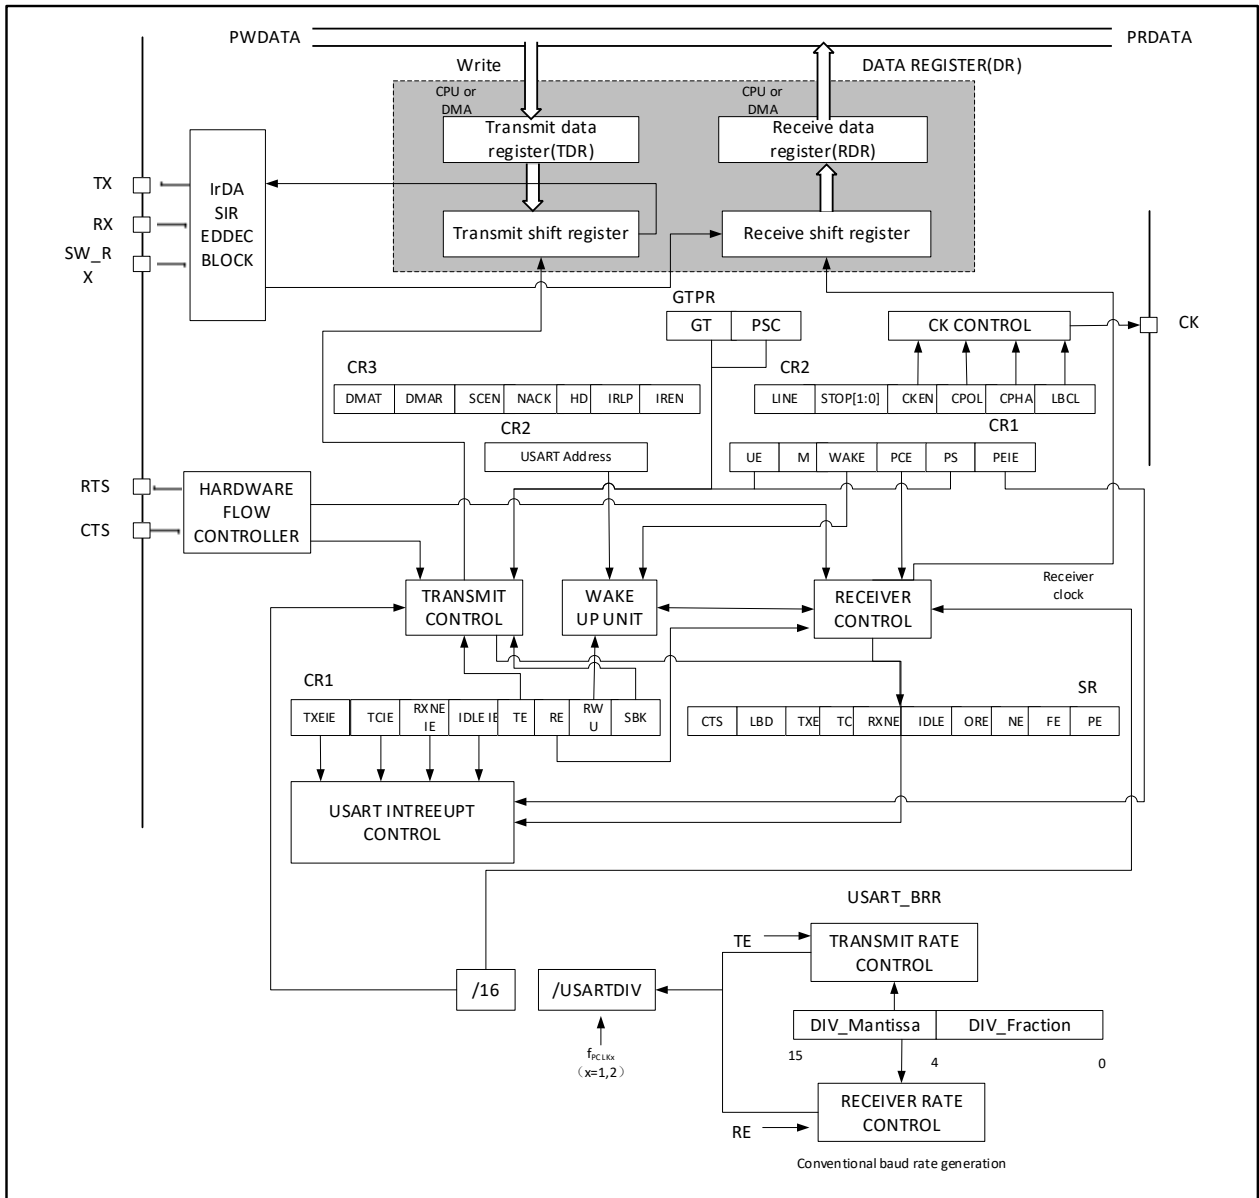 PWDATA
PRDATA
Write
DATA REGISTER(DR)
CPU or
DMA
CPU or
DMA
Transmit data
register(TDR)
Receive data
register(RDR)
TX
RX
SW_R
X
IrDA
SIR
EDDEC
BLOCK
Transmit shift register
Receive shift register
GTPR
GT
PSC
CK CONTROL
CK
CR3
DMAT
DMAR
SCEN
NACK
HD
IRLP
IREN
CR2
LINE
STOP[1:0]
CKEN
CPOL
CPHA
LBCL
CR2
USART Address
CR1
UE
M
WAKE
PCE
PS
PEIE
RTS
CTS
HARDWARE
FLOW
CONTROLLER
TRANSMIT
CONTROL
WAKE
UP UNIT
RECEIVER
CONTROL
Receiver
clock
CR1
TXEIE
TCIE
RXNE
IE
IDLE IE
TE
RE
RW
U
SBK
SR
CTS
LBD
TXE
TC
RXNE
IDLE
ORE
NE
FE
PE
USART INTREEUPT
CONTROL
USART_BRR
TE
TRANSMIT RATE
CONTROL
/16
/USARTDIV
DIV_Mantissa
DIV_Fraction
15
4
0
fPCLKx
（x=1,2）
RECEIVER RATE
CONTROL
RE
Conventional baud rate generation